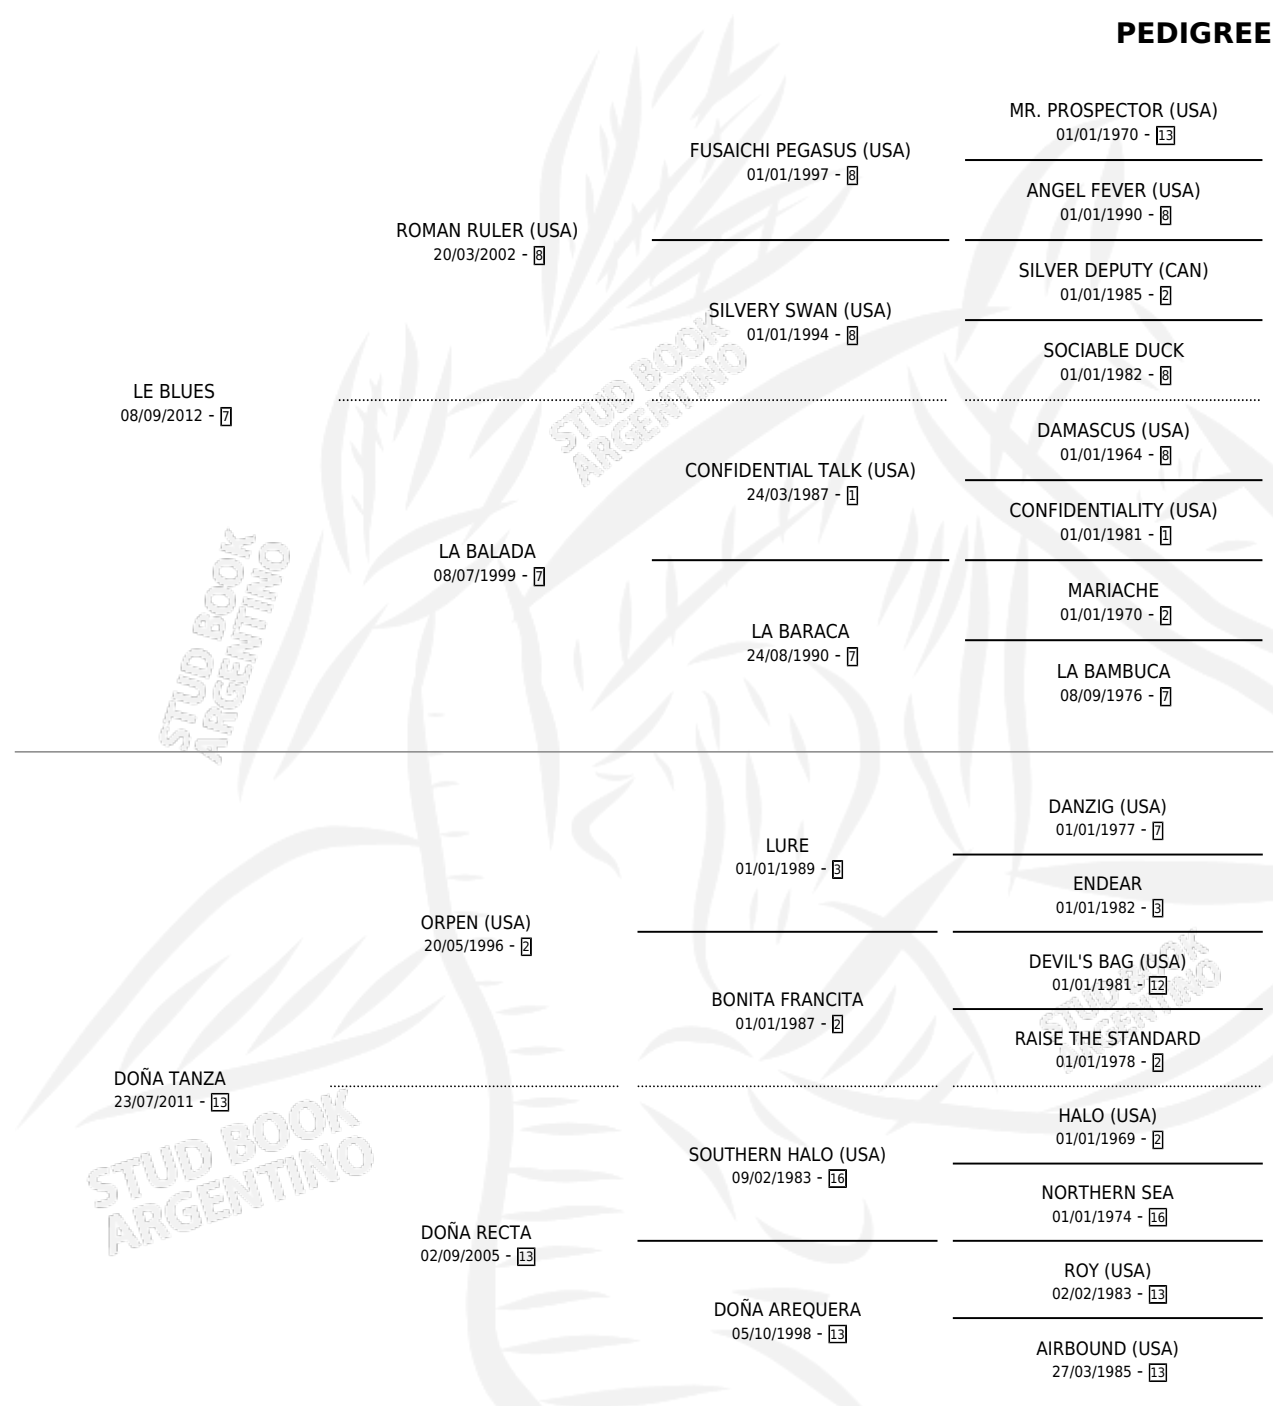 PEDIGREE
MR. PROSPECTOR (USA)
01/01/1970 - 13
FUSAICHI PEGASUS (USA)
01/01/1997 - 8
ANGEL FEVER (USA)
01/01/1990 - 8
ROMAN RULER (USA)
20/03/2002 - 8
SILVER DEPUTY (CAN)
01/01/1985 - 2
SILVERY SWAN (USA)
01/01/1994 - 8
SOCIABLE DUCK
01/01/1982 - 8
LE BLUES
08/09/2012 - 7
STUD BOOK
ARGENTINO
DAMASCUS (USA)
01/01/1964 - 8
CONFIDENTIAL TALK (USA)
24/03/1987 - 1
CONFIDENTIALITY (USA)
01/01/1981 - 1
LA BALADA
08/07/1999 - 7
MARIACHE
01/01/1970 - 2
LA BARACA
24/08/1990 - 7
LA BAMBUCA
08/09/1976 - 7
STUD BOOK
ARGENTINO
DANZIG (USA)
01/01/1977 - 7
LURE
01/01/1989 - 3
ENDEAR
01/01/1982 - 3
ORPEN (USA)
20/05/1996 - 2
DEVIL'S BAG (USA)
01/01/1981 - 12
BONITA FRANCITA
01/01/1987 - 2
STUD BOOK
ARGENTINO
RAISE THE STANDARD
01/01/1978 - 2
DOÑA TANZA
23/07/2011 - 13
HALO (USA)
01/01/1969 - 2
SOUTHERN HALO (USA)
09/02/1983 - 16
STUD BOOK
ARGENTINO
NORTHERN SEA
01/01/1974 - 16
DOÑA RECTA
02/09/2005 - 13
ROY (USA)
02/02/1983 - 13
DOÑA AREQUERA
05/10/1998 - 13
AIRBOUND (USA)
27/03/1985 - 13